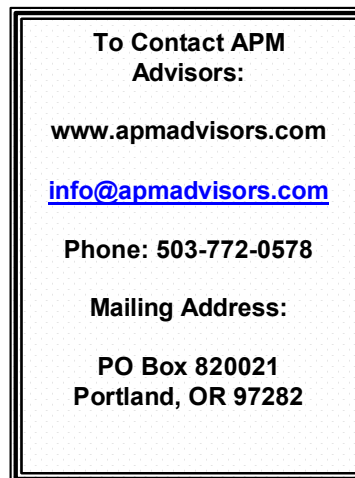 To Contact APM
Advisors:
www.apmadvisors.com
info@apmadvisors.com
Phone: 503-772-0578
Mailing Address:
PO Box 820021
Portland, OR 97282